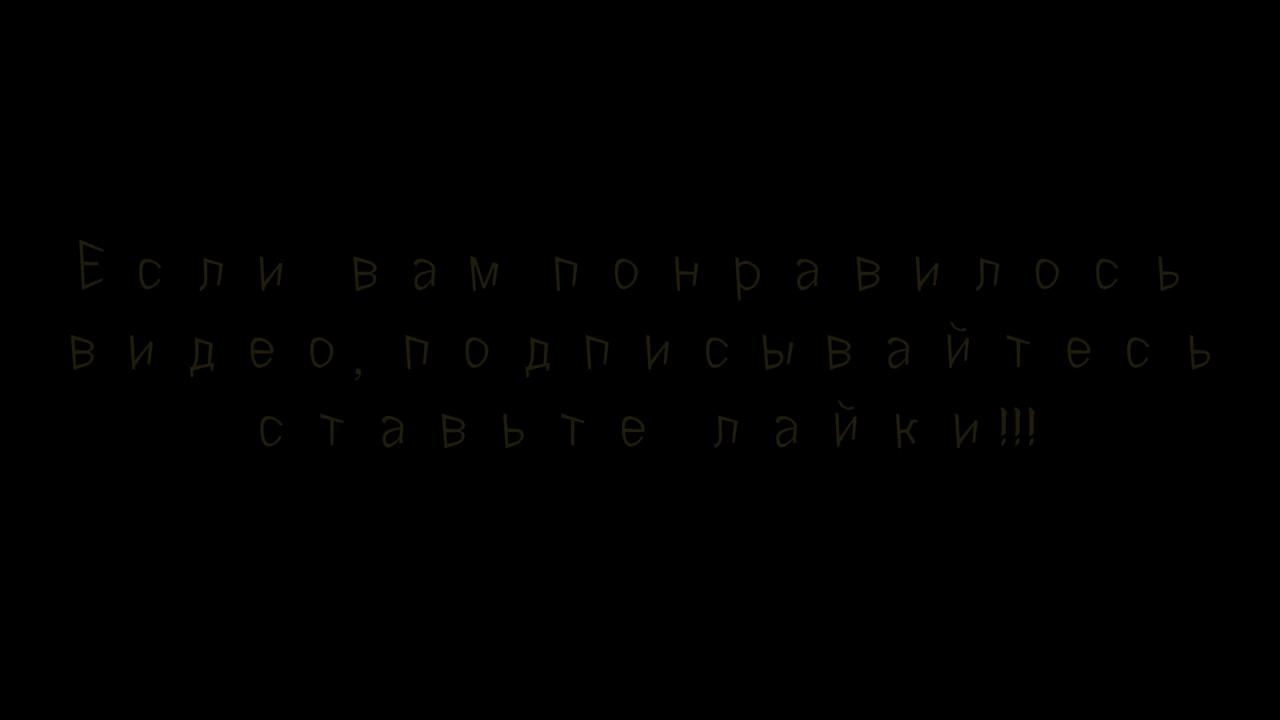 Если вам понравилось
видео, подписывайтесь
ставьте лайки!!!